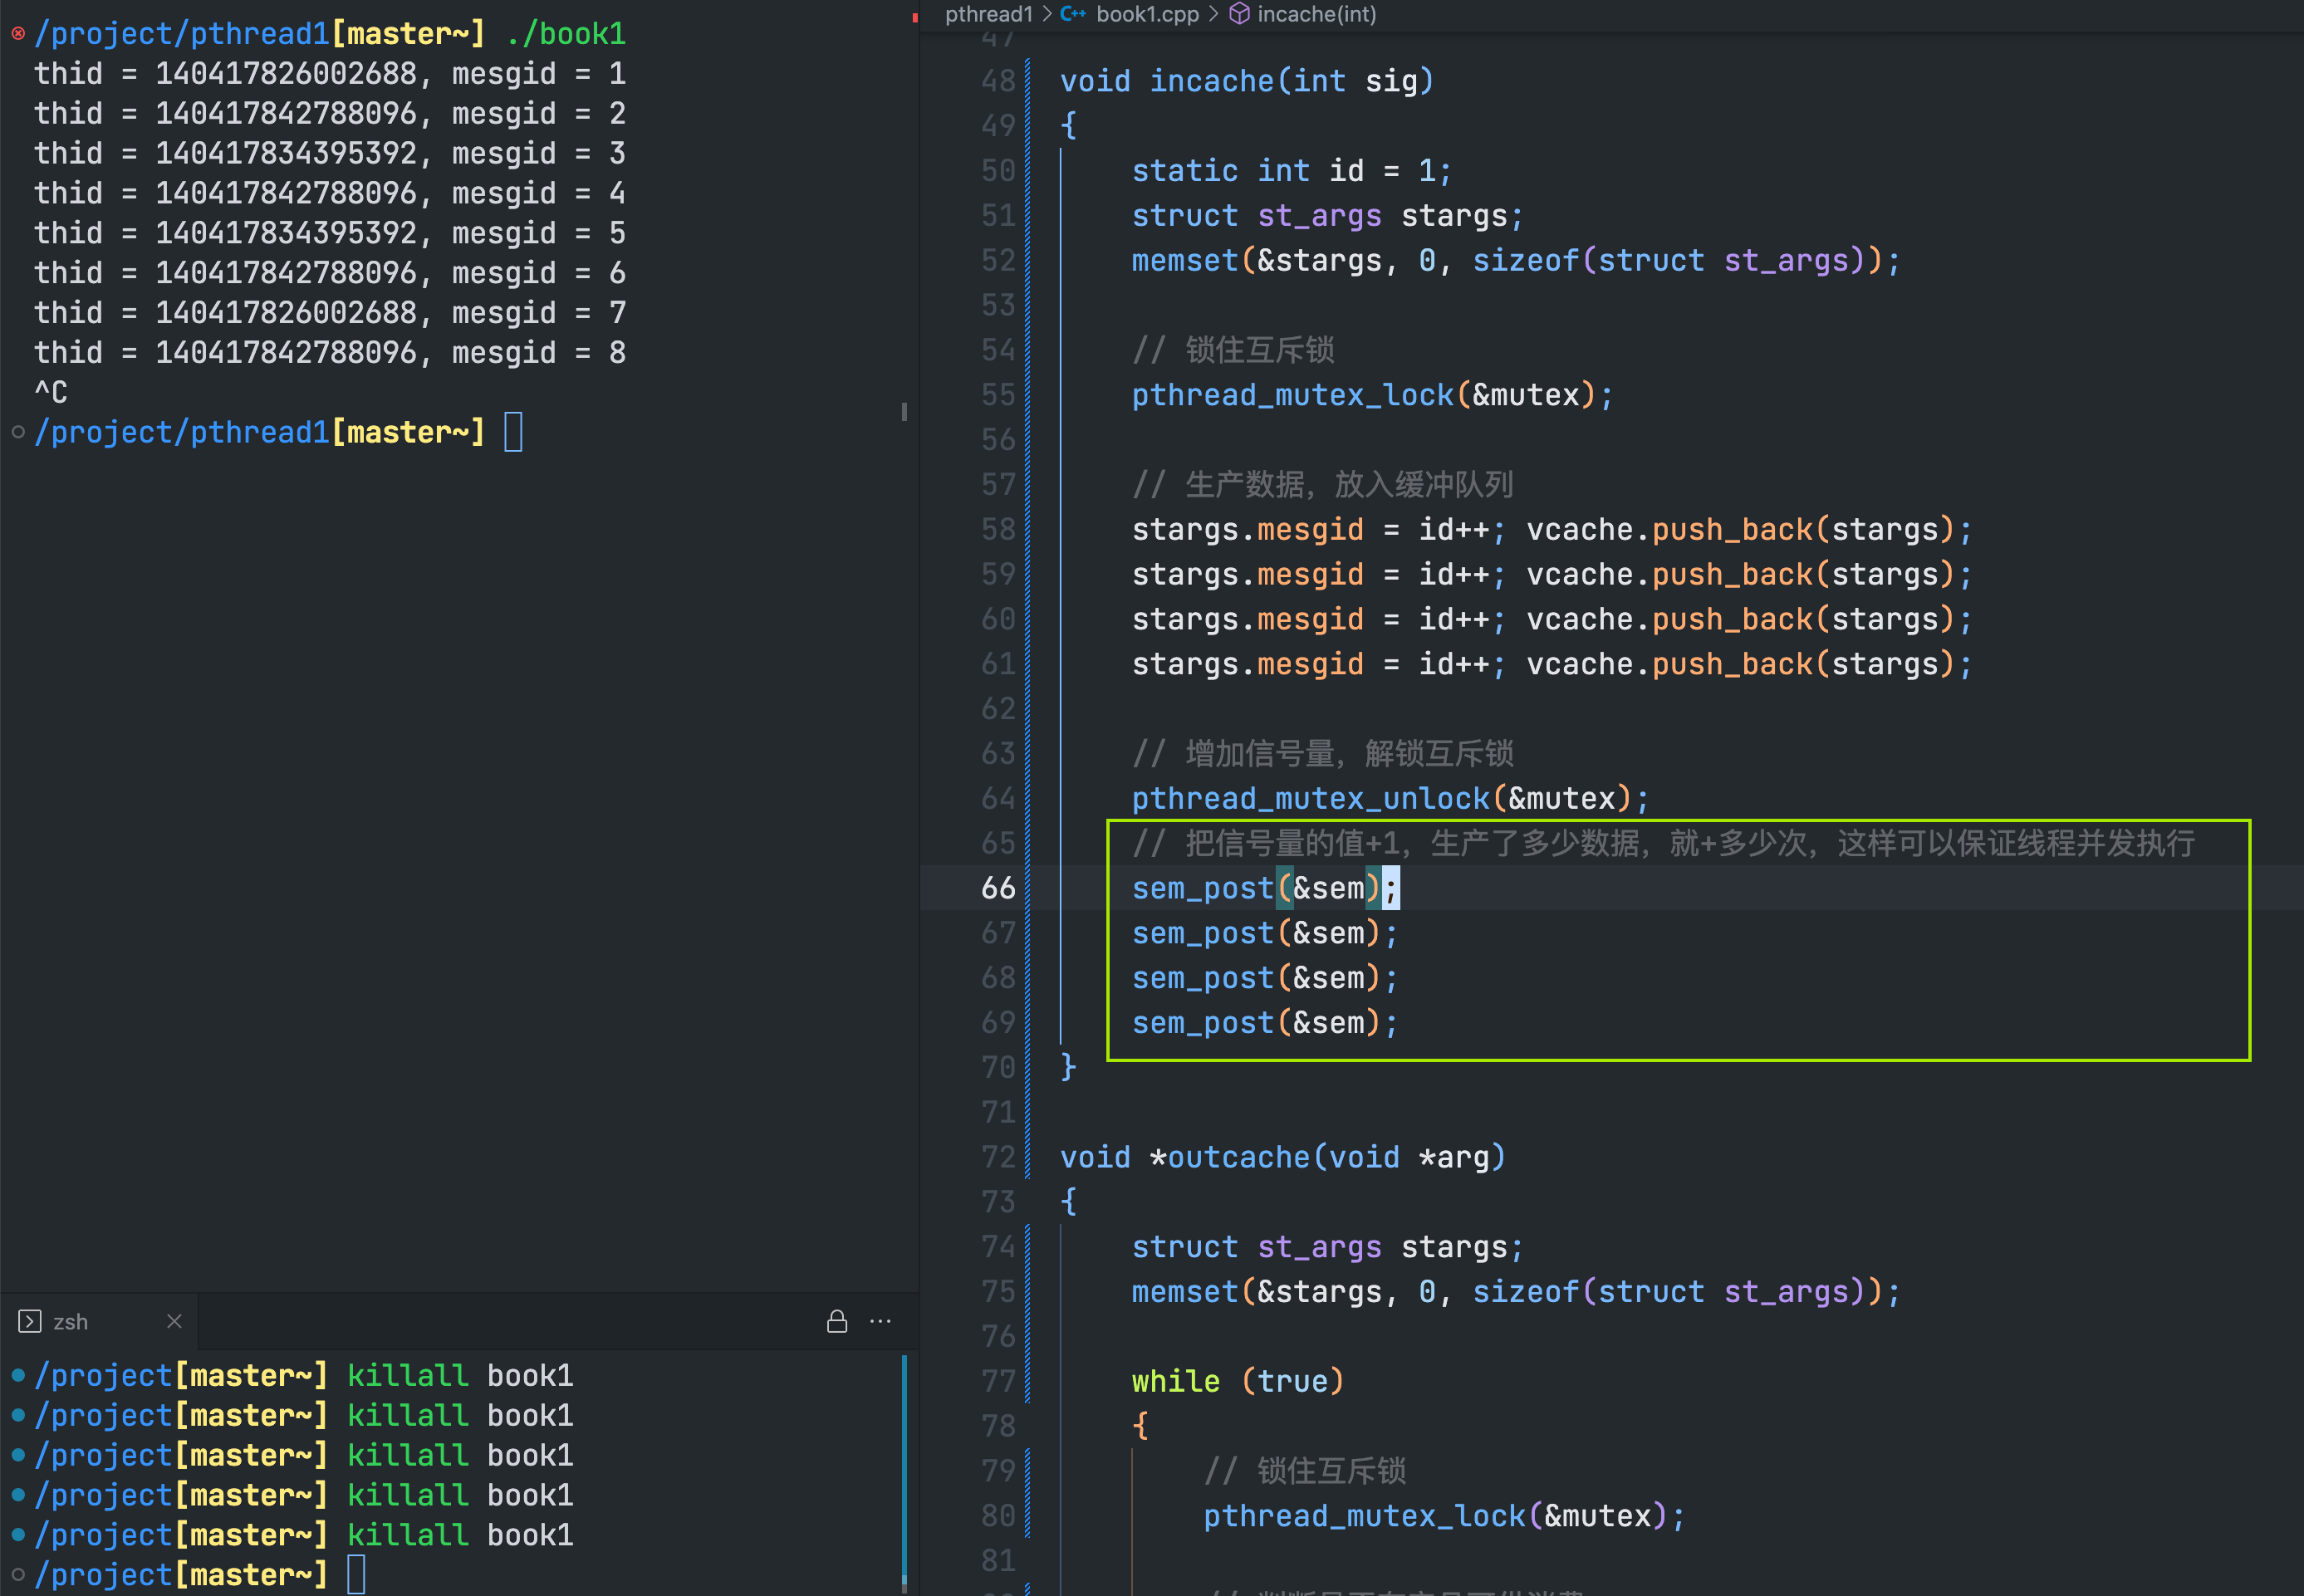 /project/pthread1[master~] ./book1
thid = 140417826002688, mesgid = 1
thid = 140417842788096, mesgid = 2
thid = 140417834395392, mesgid = 3
thid = 140417842788096, mesgid = 4
thid = 140417834395392, mesgid = 5
thid = 140417842788096, mesgid = 6
thid = 140417826002688, mesgid = 7
thid = 140417842788096, mesgid = 8
^C
/project/pthread1[master~]
zsh
/project[master~] killall book1
/project[master~] killall book1
/project[master~] killall book1
/project[master~] killall book1
/project[master~] killall book1
/project[master~]
pthread1 > C++ book1.cpp > incache(int)
47
48 void incache(int sig)
49 {
50 static int id = 1;
51 struct st_args stargs;
52 memset(&stargs, 0, sizeof(struct st_args));
53
54 // 锁住互斥锁
55 pthread_mutex_lock(&mutex);
56
57 // 生产数据，放入缓冲队列
58 stargs.mesgid = id++; vcache.push_back(stargs);
59 stargs.mesgid = id++; vcache.push_back(stargs);
60 stargs.mesgid = id++; vcache.push_back(stargs);
61 stargs.mesgid = id++; vcache.push_back(stargs);
62
63 // 增加信号量，解锁互斥锁
64 pthread_mutex_unlock(&mutex);
65 // 把信号量的值+1，生产了多少数据，就+多少次，这样可以保证线程并发执行
66 sem_post(&sem);
67 sem_post(&sem);
68 sem_post(&sem);
69 sem_post(&sem);
70 }
71
72 void *outcache(void *arg)
73 {
74 struct st_args stargs;
75 memset(&stargs, 0, sizeof(struct st_args));
76
77 while (true)
78 {
79 // 锁住互斥锁
80 pthread_mutex_lock(&mutex);
81